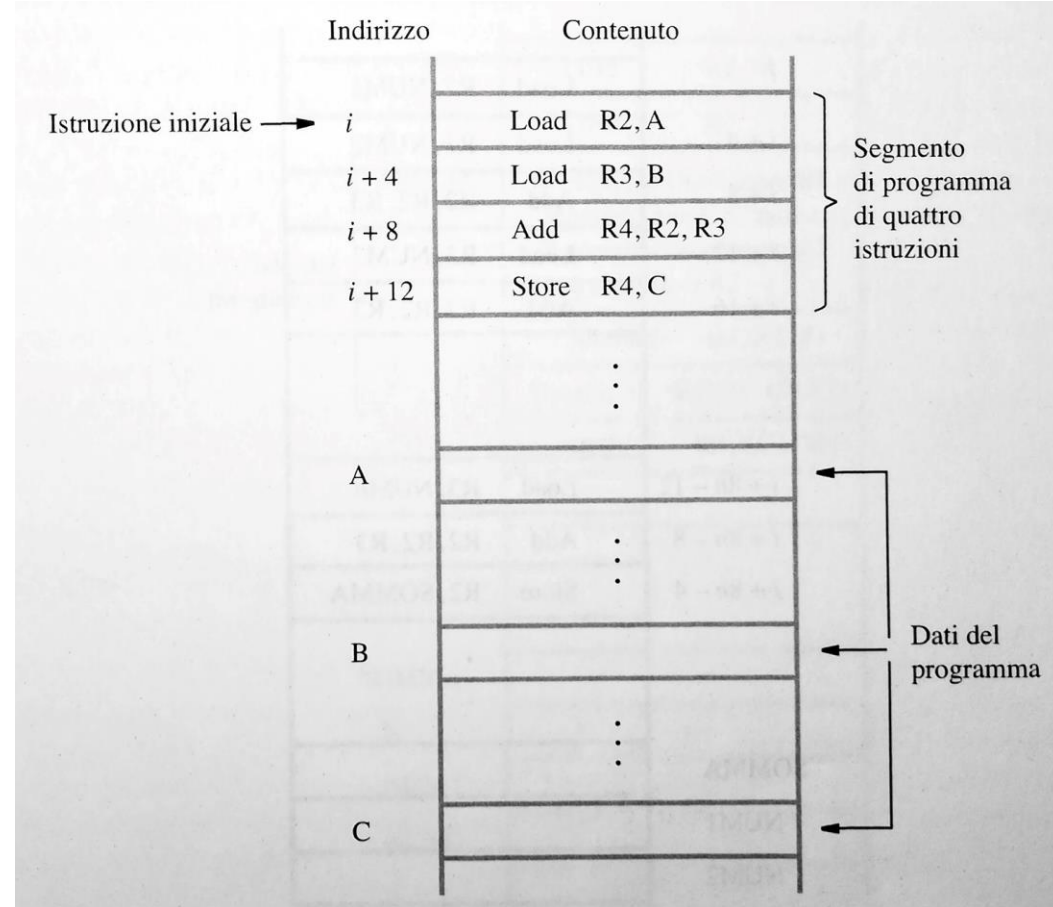 Indirizzo Contenuto
Istruzione iniziale i Load R2, A
i + 4 Load R3, B
i + 8 Add R4, R2, R3
i + 12 Store R4, C
Segmento
di programma
di quattro
istruzioni
A
B
C
Dati del
programma